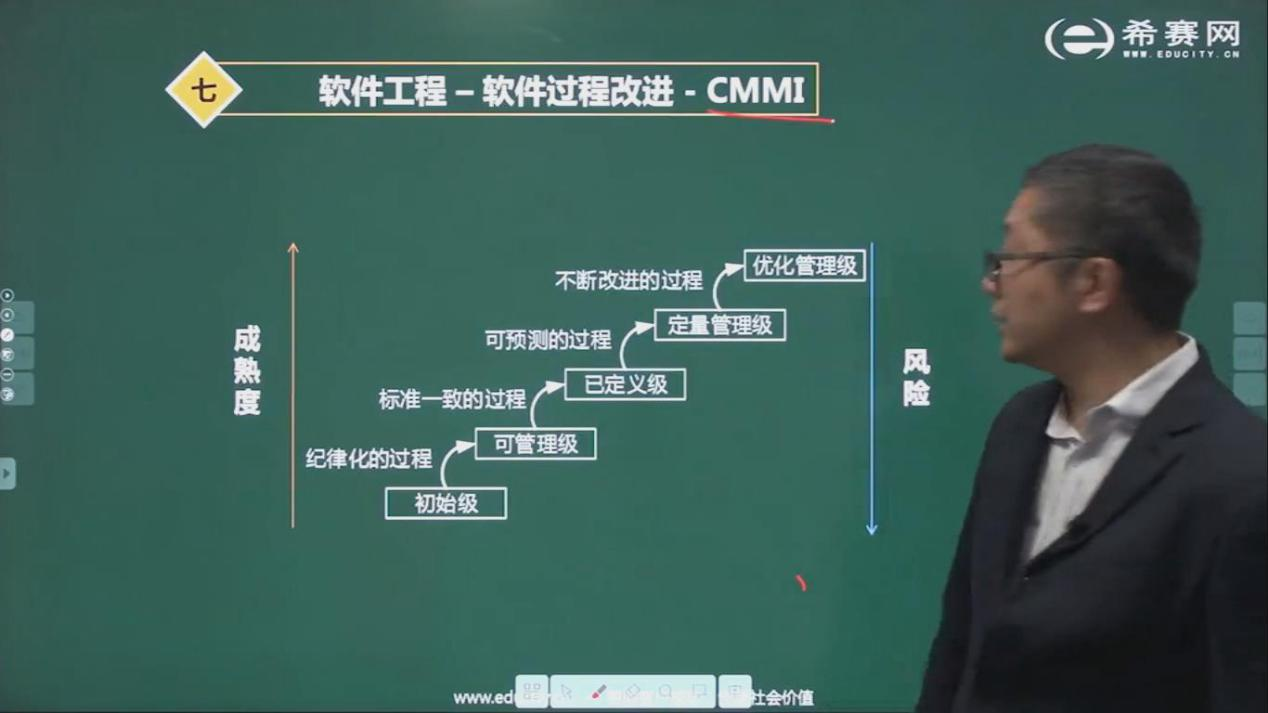 希赛网
WWW.EDUCITY.CN
七
软件工程 – 软件过程改进 - CMMI
不断改进的过程
优化管理级
可预测的过程
定量管理级
成熟度
风险
标准一致的过程
已定义级
纪律化的过程
可管理级
初始级
社会价值